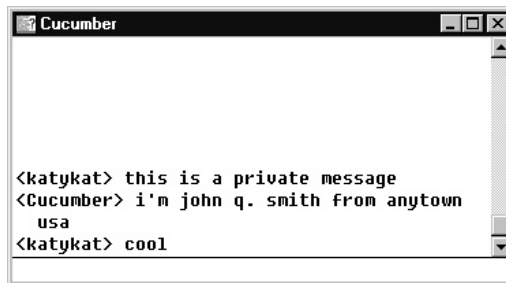 Cucumber
<katykat> this is a private message
<Cucumber> i'm john q. smith from anytown
usa
<katykat> cool